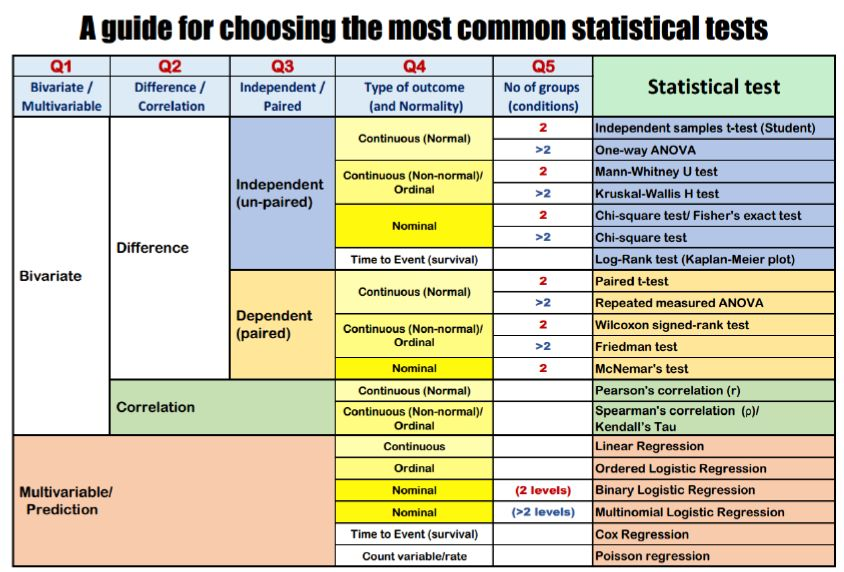 A guide for choosing the most common statistical tests
Q1 Q2 Q3 Q4 Q5
Bivariate / Difference / Independent / Type of outcome No of groups Statistical test
Multivariable Correlation Paired (and Normality) (conditions)
Bivariate
Difference
Independent
(un-paired)
Continuous (Normal)
2 Independent samples t-test (Student)
>2 One-way ANOVA
Continuous (Non-normal)/
Ordinal
2 Mann-Whitney U test
>2 Kruskal-Wallis H test
Nominal
2 Chi-square test/ Fisher's exact test
>2 Chi-square test
Time to Event (survival) Log-Rank test (Kaplan-Meier plot)
Dependent
(paired)
Continuous (Normal)
2 Paired t-test
>2 Repeated measured ANOVA
Continuous (Non-normal)/
Ordinal
2 Wilcoxon signed-rank test
>2 Friedman test
Nominal 2 McNemar's test
Correlation
Continuous (Normal) Pearson's correlation (r)
Continuous (Non-normal)/ Spearman's correlation (ρ)/
Ordinal Kendall's Tau
Multivariable/
Prediction
Continuous Linear Regression
Ordinal Ordered Logistic Regression
Nominal (2 levels) Binary Logistic Regression
Nominal (>2 levels) Multinomial Logistic Regression
Time to Event (survival) Cox Regression
Count variable/rate Poisson regression